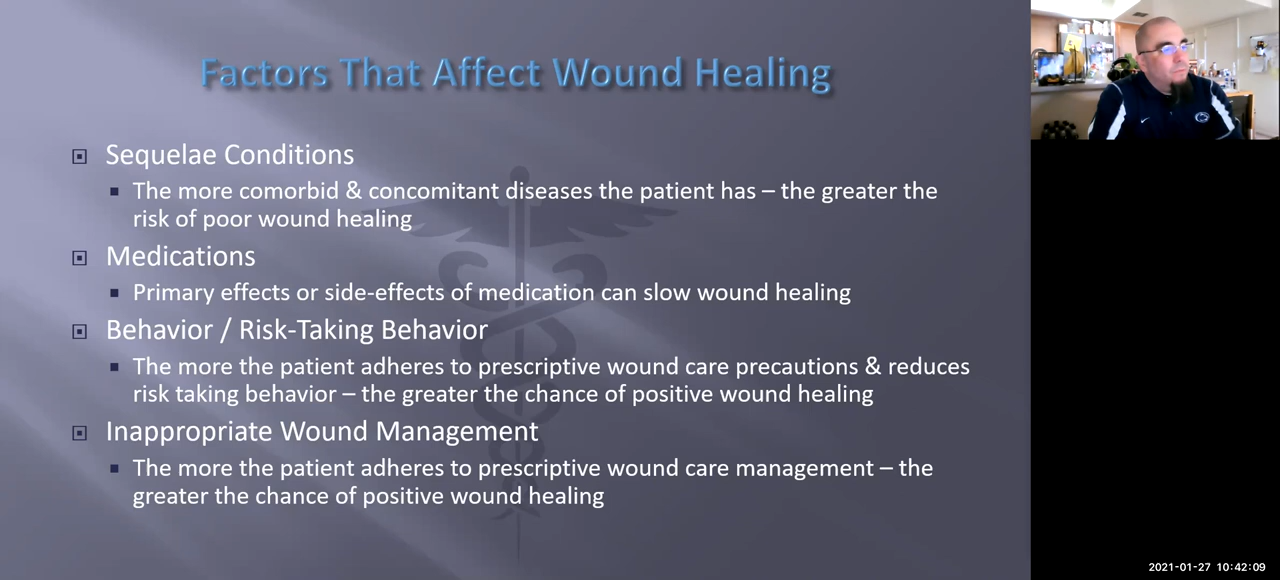 Factors That Affect Wound Healing
Sequelae Conditions
The more comorbid & concomitant diseases the patient has – the greater the
risk of poor wound healing
Medications
Primary effects or side-effects of medication can slow wound healing
Behavior / Risk-Taking Behavior
The more the patient adheres to prescriptive wound care precautions & reduces
risk taking behavior – the greater the chance of positive wound healing
Inappropriate Wound Management
The more the patient adheres to prescriptive wound care management – the
greater the chance of positive wound healing
2021-01-27 10:42:09